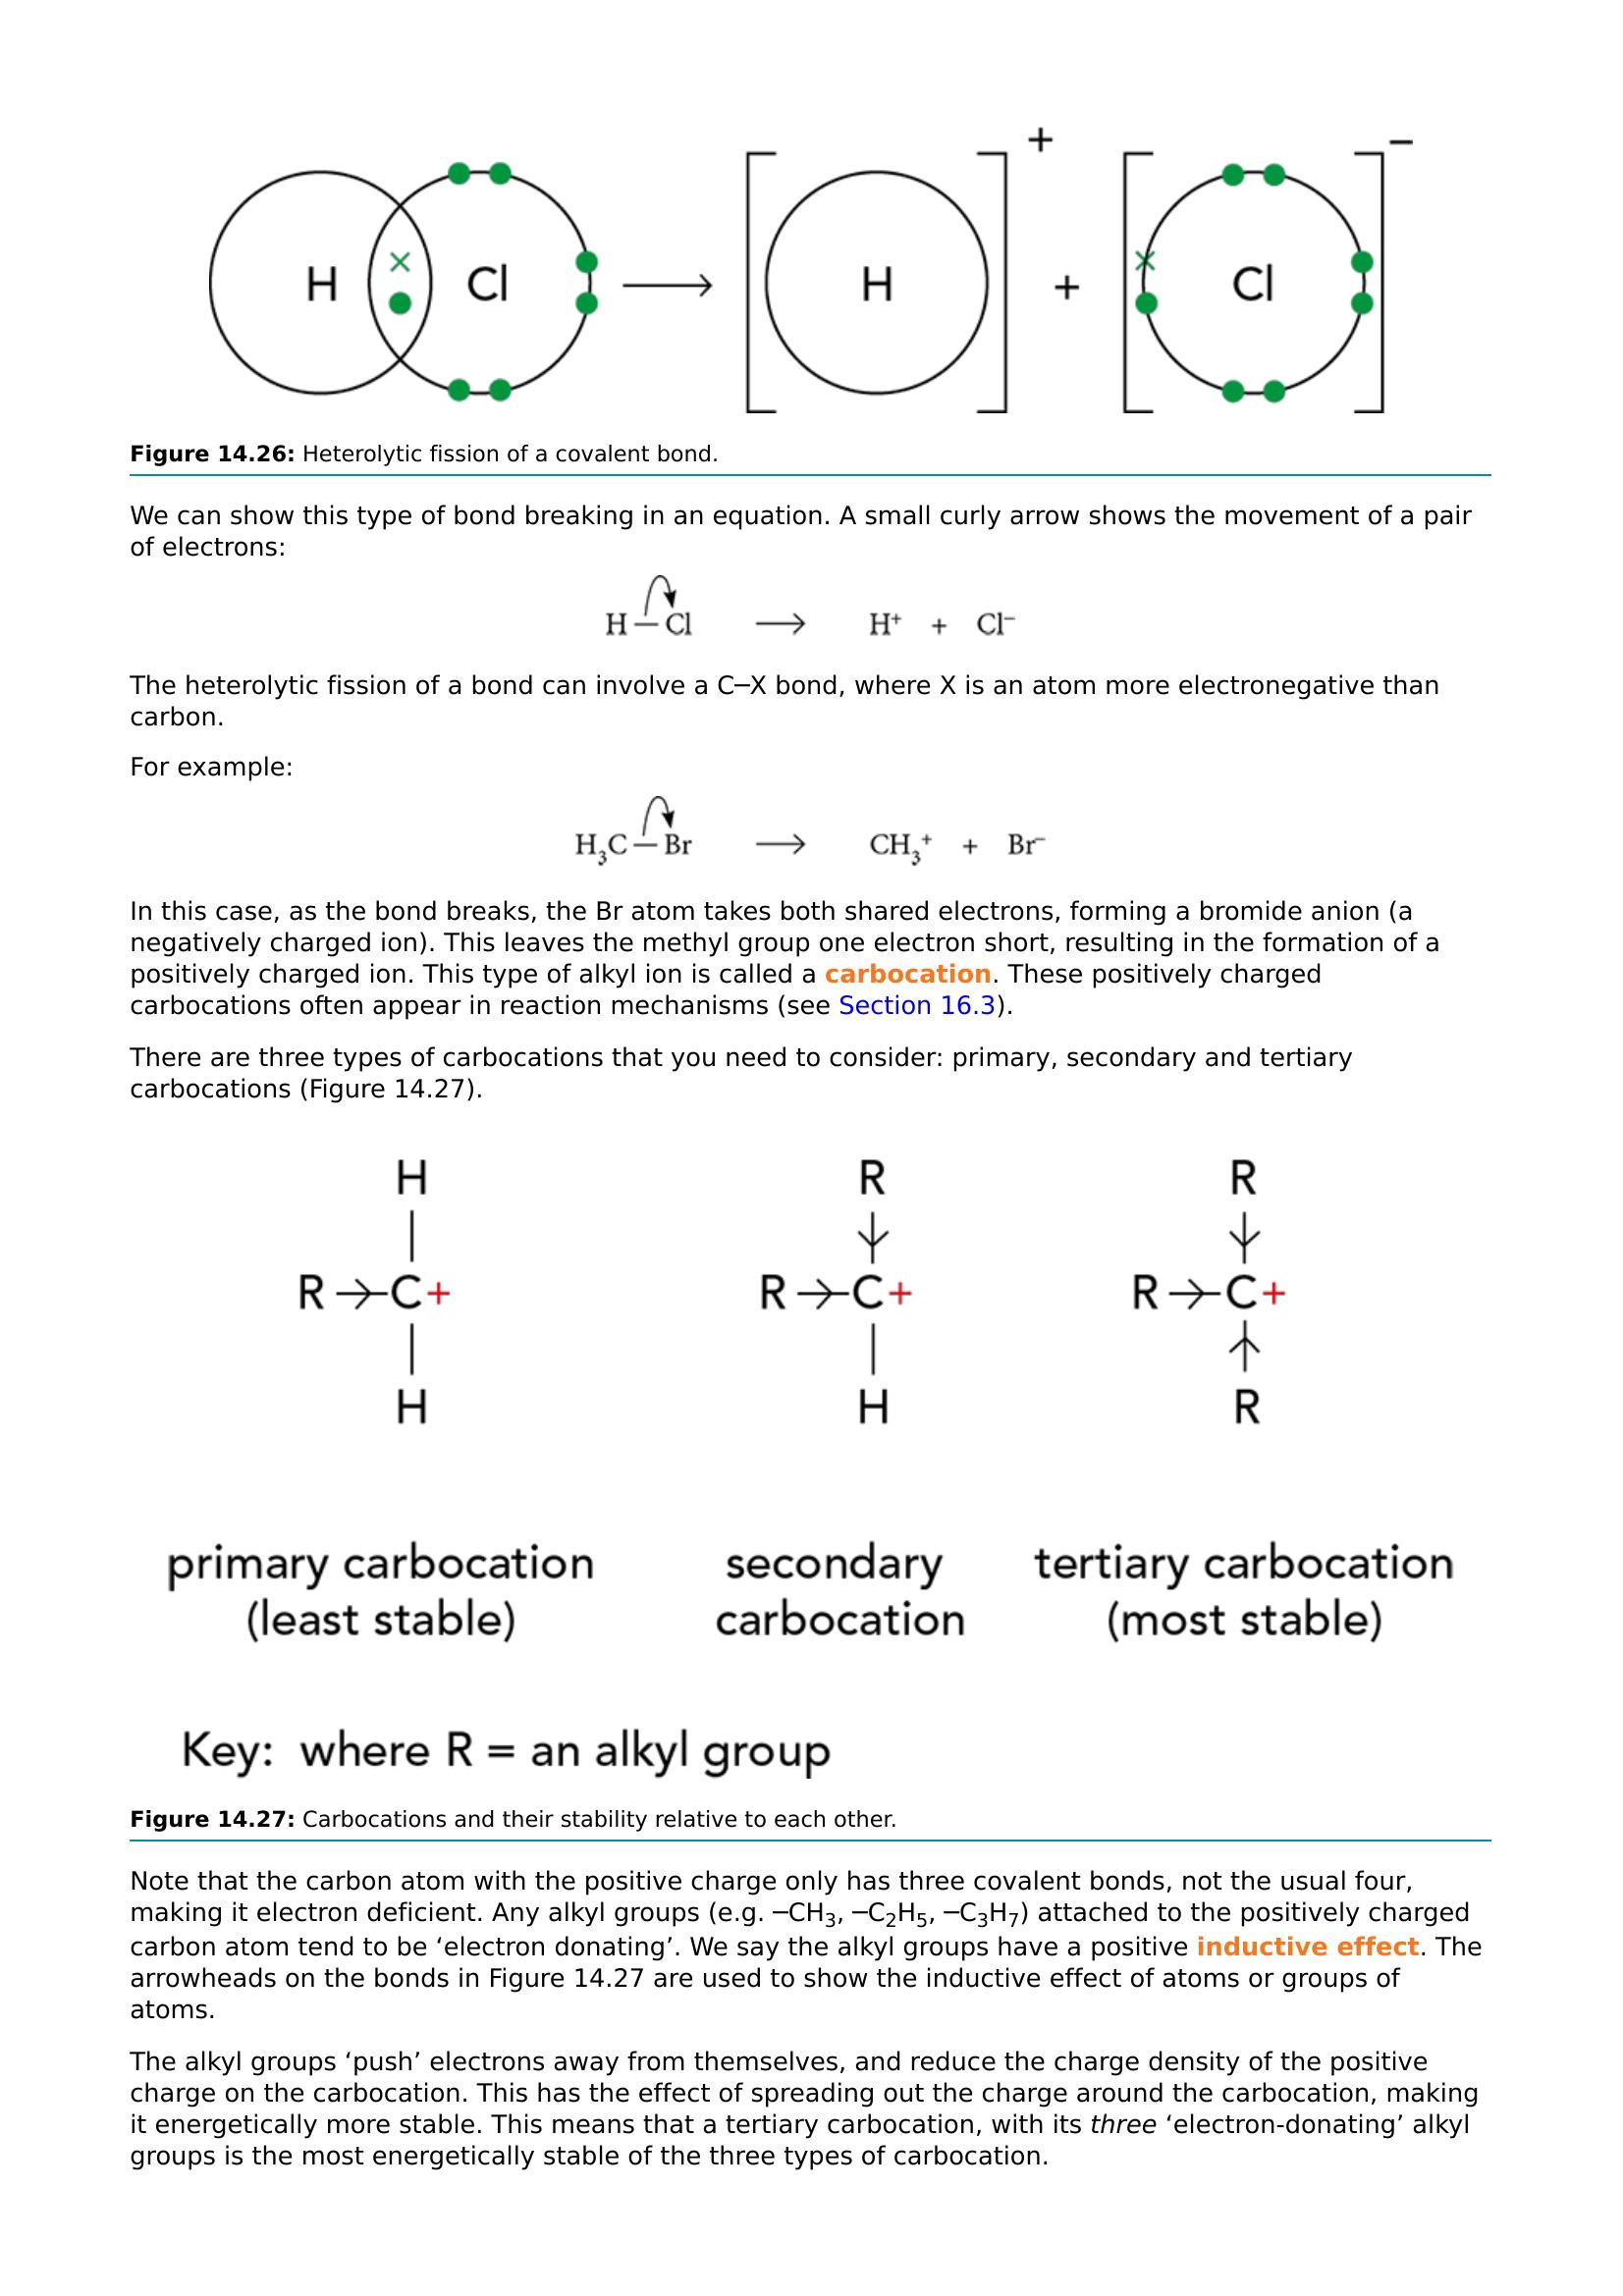 H × Cl → [ H ]⁺ + [ × Cl ]⁻
Figure 14.26: Heterolytic fission of a covalent bond.
We can show this type of bond breaking in an equation. A small curly arrow shows the movement of a pair
of electrons:
H — Cl → H⁺ + Cl⁻
The heterolytic fission of a bond can involve a C─X bond, where X is an atom more electronegative than
carbon.
For example:
H₃C — Br → CH₃⁺ + Br⁻
In this case, as the bond breaks, the Br atom takes both shared electrons, forming a bromide anion (a
negatively charged ion). This leaves the methyl group one electron short, resulting in the formation of a
positively charged ion. This type of alkyl ion is called a carbocation. These positively charged
carbocations often appear in reaction mechanisms (see Section 16.3).
There are three types of carbocations that you need to consider: primary, secondary and tertiary
carbocations (Figure 14.27).
H R R
R→C+ R→C+ R→C+
H H R
primary carbocation secondary tertiary carbocation
(least stable) carbocation (most stable)
Key: where R = an alkyl group
Figure 14.27: Carbocations and their stability relative to each other.
Note that the carbon atom with the positive charge only has three covalent bonds, not the usual four,
making it electron deficient. Any alkyl groups (e.g. ─CH₃, ─C₂H₅, ─C₃H₇) attached to the positively charged
carbon atom tend to be ‘electron donating’. We say the alkyl groups have a positive inductive effect. The
arrowheads on the bonds in Figure 14.27 are used to show the inductive effect of atoms or groups of
atoms.
The alkyl groups ‘push’ electrons away from themselves, and reduce the charge density of the positive
charge on the carbocation. This has the effect of spreading out the charge around the carbocation, making
it energetically more stable. This means that a tertiary carbocation, with its three ‘electron-donating’ alkyl
groups is the most energetically stable of the three types of carbocation.